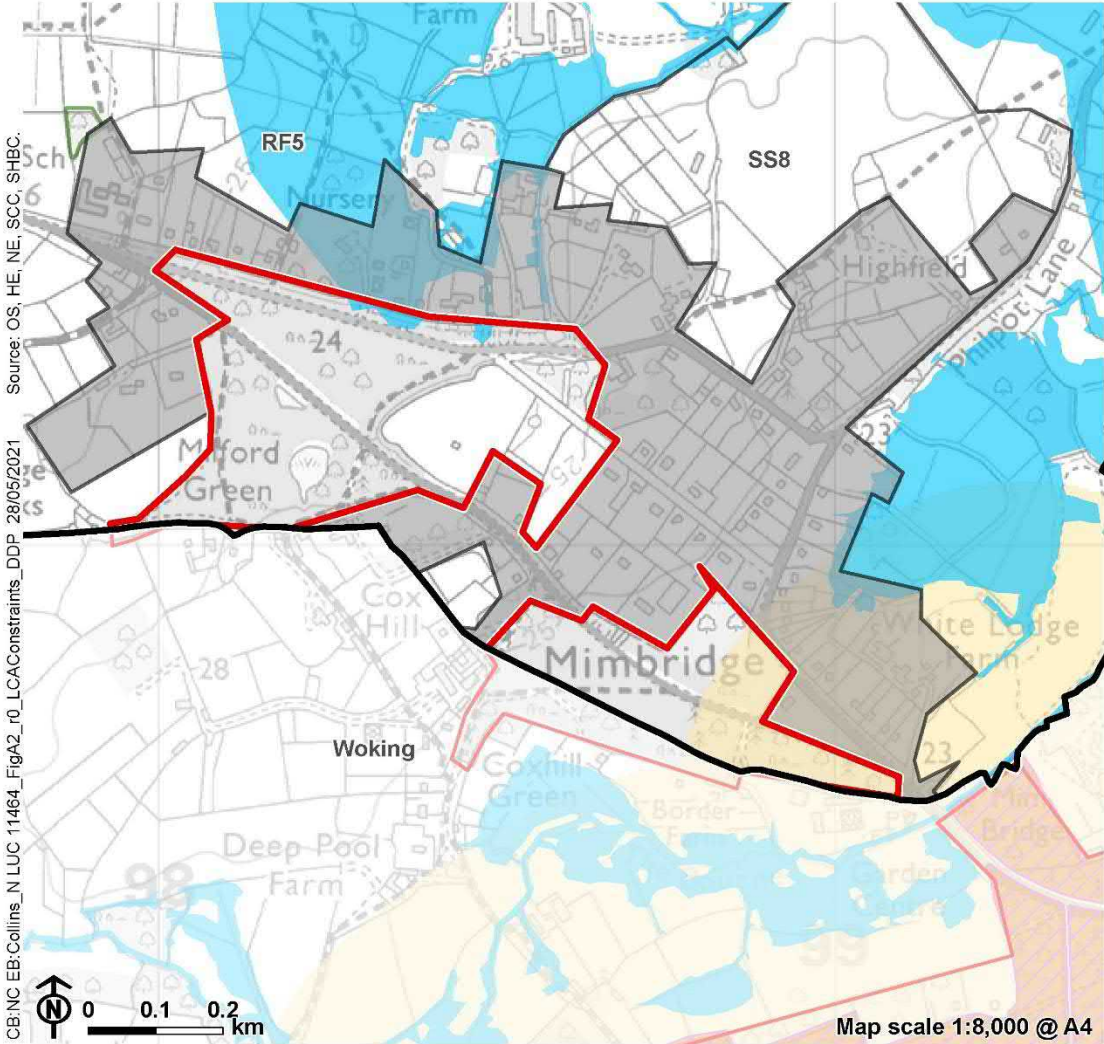 Farm
RF5
SS8
Sch
6
25
Nursery
Highfield
Philpot Lane
24
23
Milford
Green
25
Cox
Hill
28
Mimbridge
White Lodge
Farm
23
Woking
Coxhill
Green
Border
Mim
Bridge
Deep Pool
Farm
Garden
Centre
98
99
N
0 0.1 0.2
km
Map scale 1:8,000 @ A4
CB:NC EB:Collins_N LUC 11464_FigA2_r0_LCAConstraints_DDP 28/05/2021
Source: OS, HE, NE, SCC, SHBC.